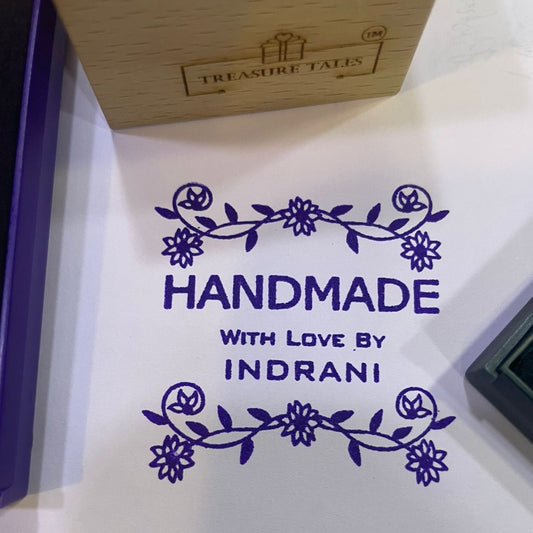 TREASURE TALES
TM
HANDMADE
WITH LOVE BY
INDRANI